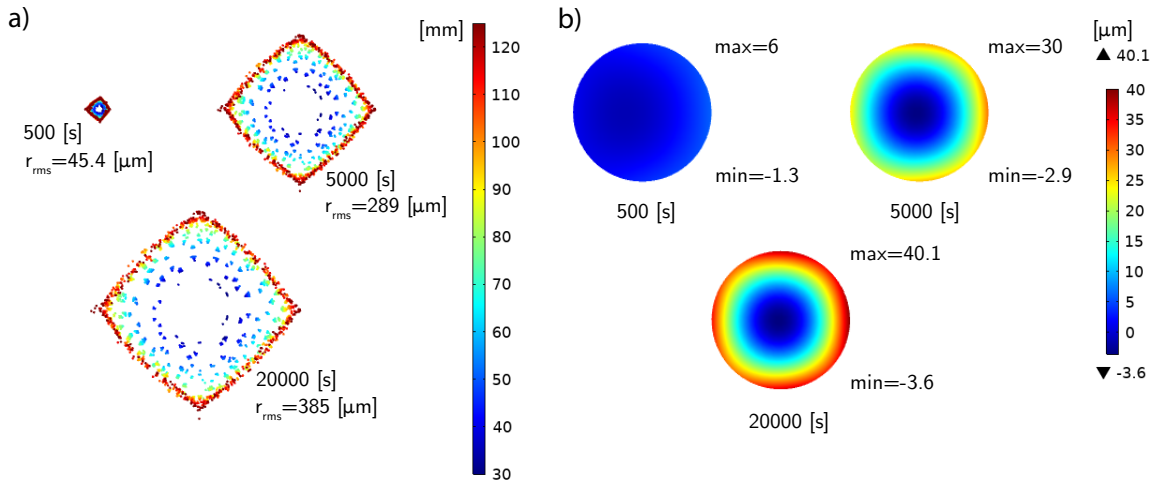 a)
[mm]
120
110
100
90
80
70
60
50
40
30
500 [s]
r_rms=45.4 [µm]
5000 [s]
r_rms=289 [µm]
20000 [s]
r_rms=385 [µm]
b)
max=6
min=-1.3
500 [s]
max=30
min=-2.9
5000 [s]
max=40.1
min=-3.6
20000 [s]
[µm]
▲ 40.1
40
35
30
25
20
15
10
5
0
▼ -3.6